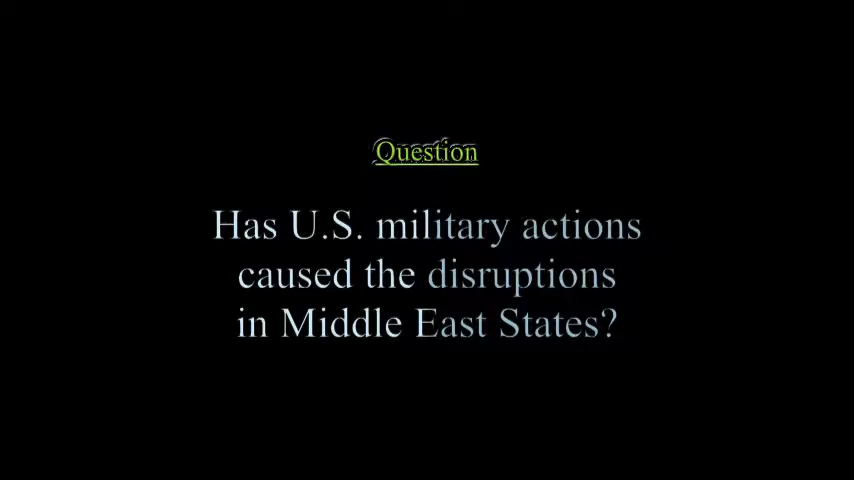 Question
Has U.S. military actions
caused the disruptions
in Middle East States?